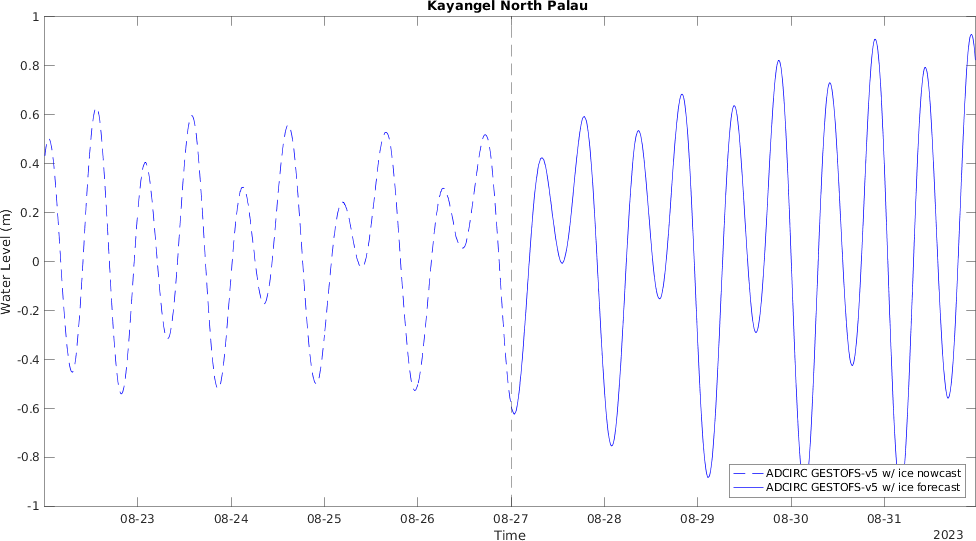 Kayangel North Palau
1
0.8
0.6
0.4
0.2
0
-0.2
-0.4
-0.6
-0.8
-1
Water Level (m)
ADCIRC GESTOFS-v5 w/ ice nowcast
ADCIRC GESTOFS-v5 w/ ice forecast
08-23 08-24 08-25 08-26 08-27 08-28 08-29 08-30 08-31
Time
2023